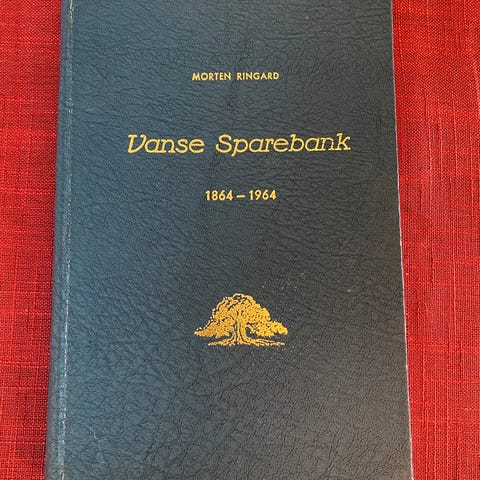 MORTEN RINGARD
Vanse Sparebank
1864 – 1964